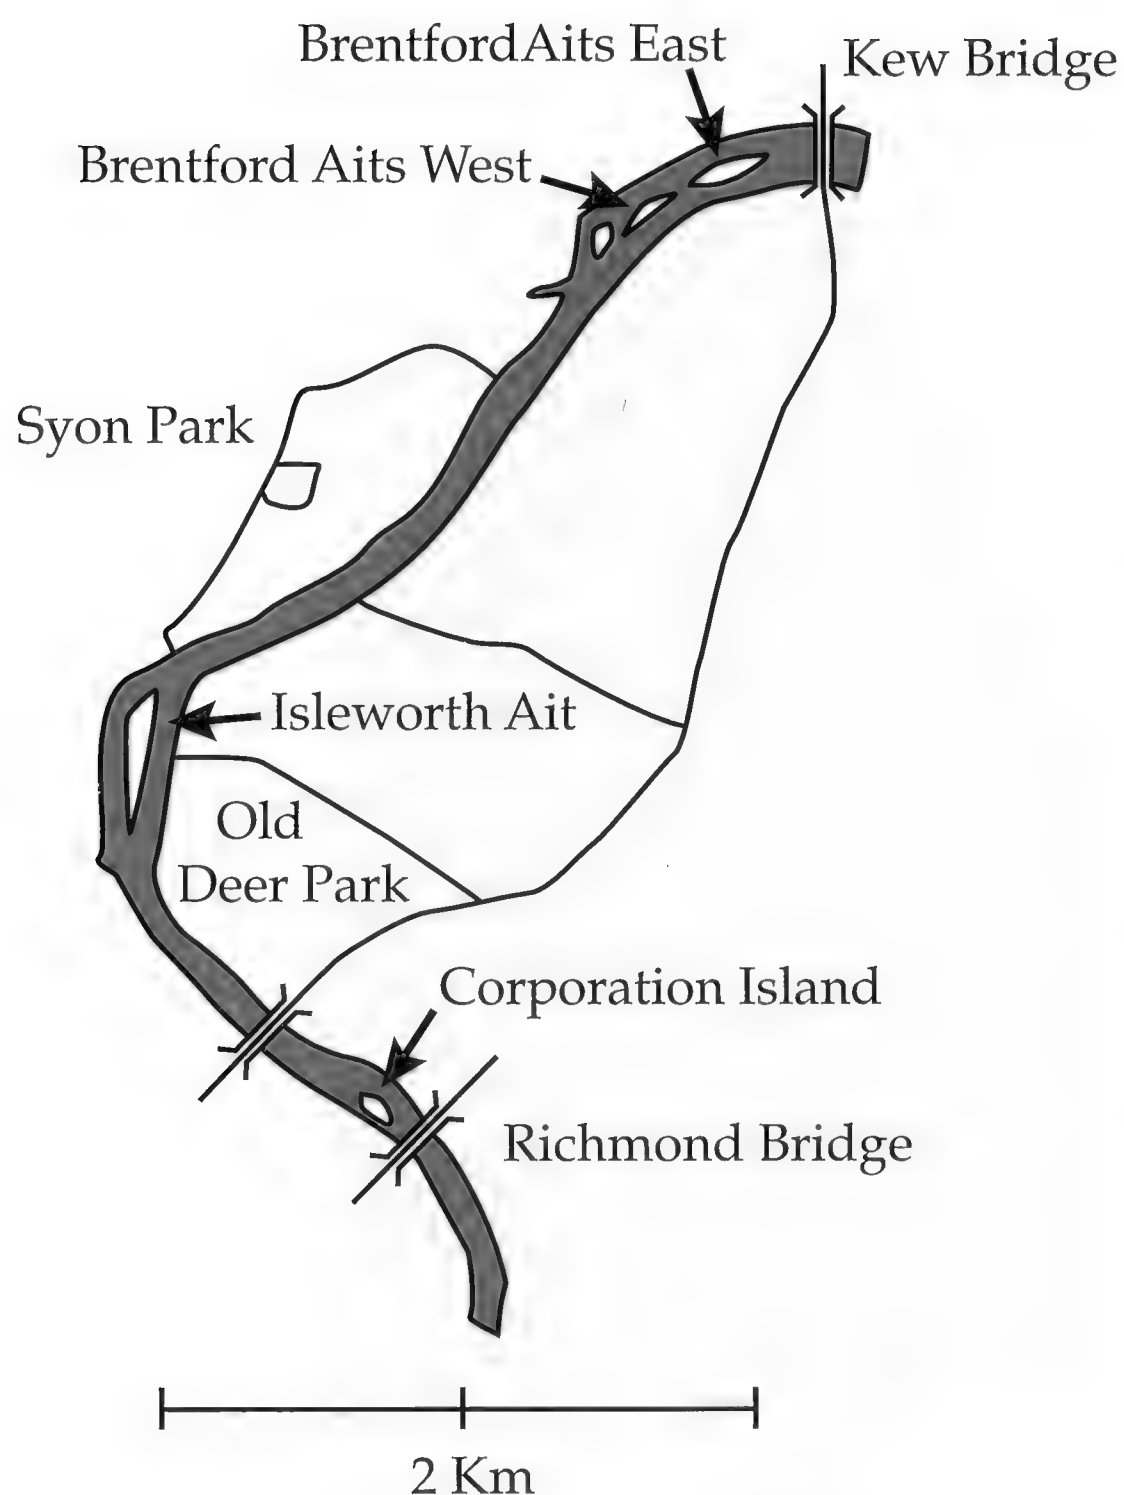 BrentfordAits East
Kew Bridge
Brentford Aits West
Syon Park
Isleworth Ait
Old
Deer Park
Corporation Island
Richmond Bridge
2 Km